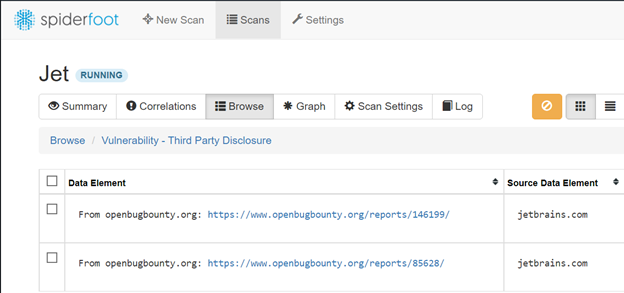 spiderfoot New Scan Scans Settings
Jet RUNNING
Summary Correlations Browse Graph Scan Settings Log
Browse / Vulnerability - Third Party Disclosure
Data Element Source Data Element
From openbugbounty.org: https://www.openbugbounty.org/reports/146199/ jetbrains.com
From openbugbounty.org: https://www.openbugbounty.org/reports/85628/ jetbrains.com